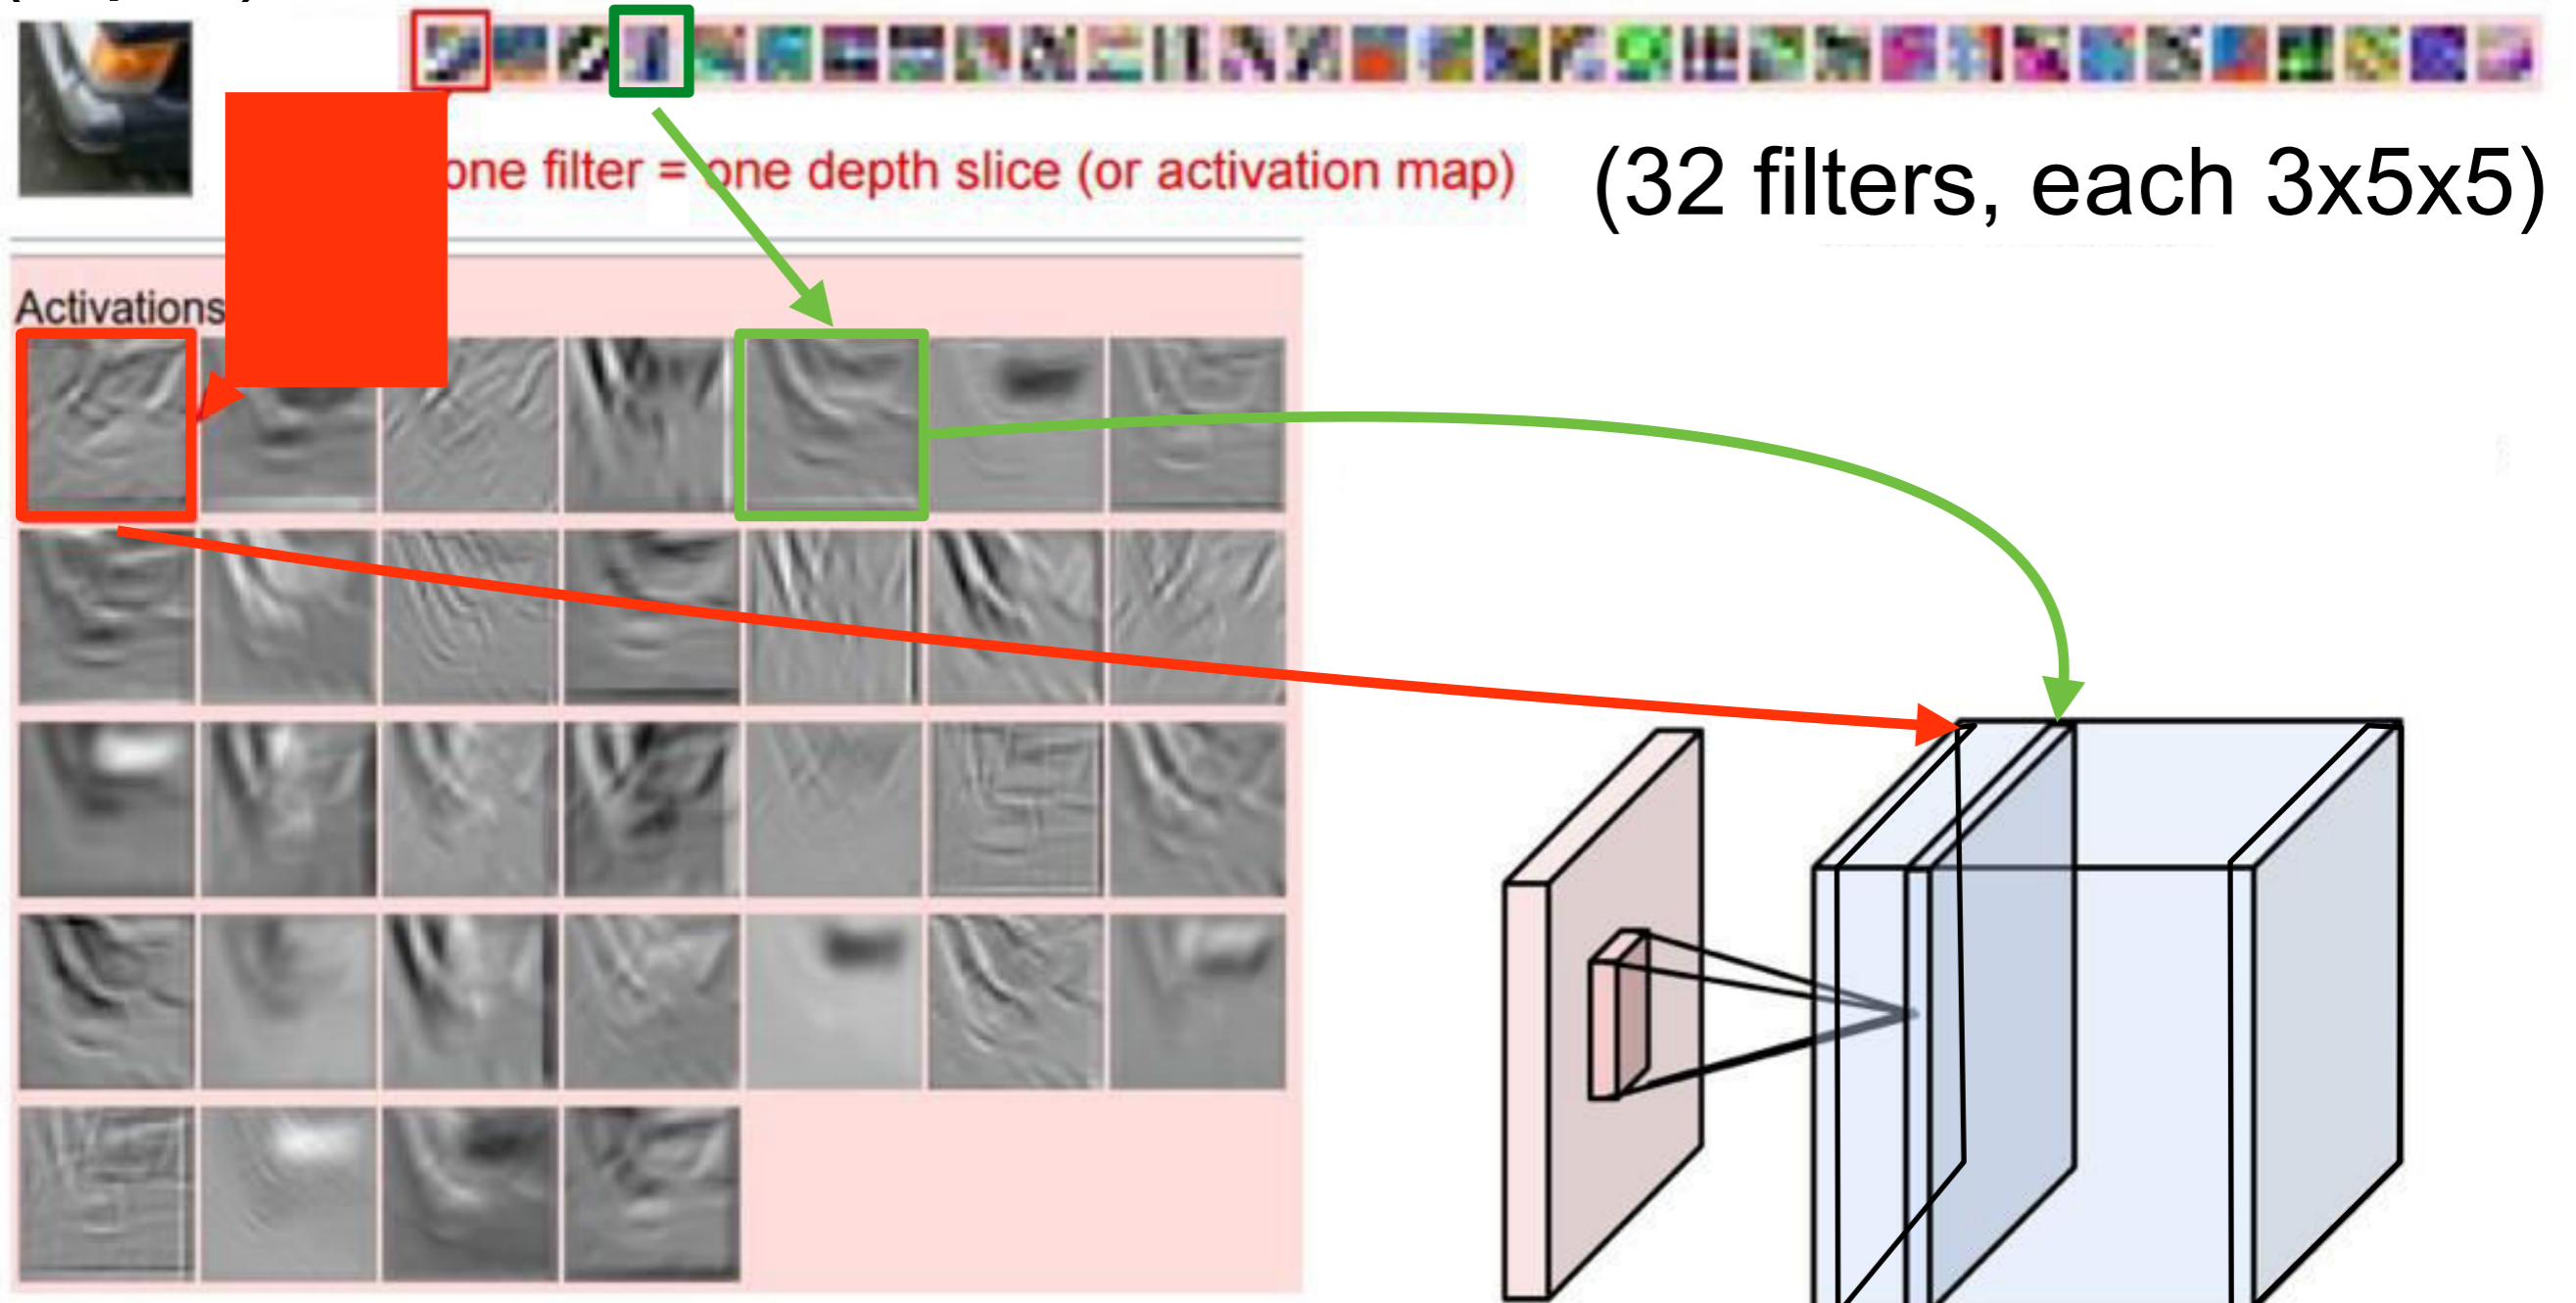 one filter = one depth slice (or activation map)
(32 filters, each 3x5x5)
Activations